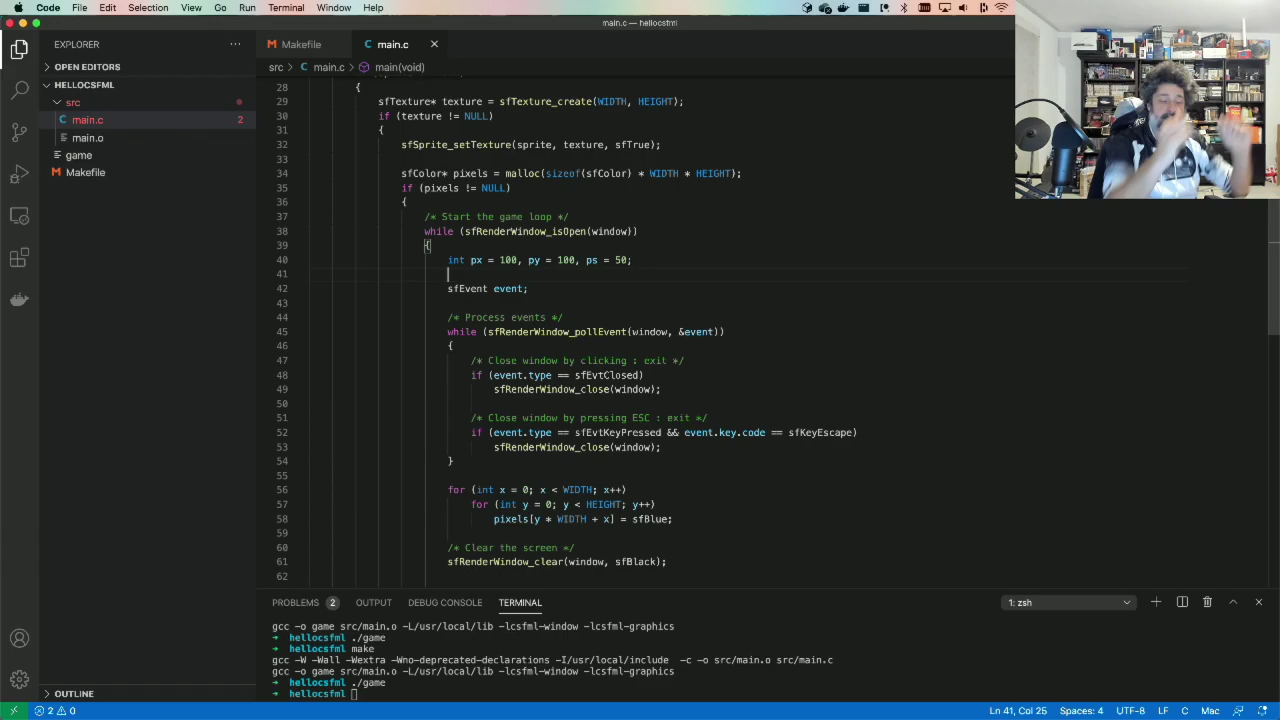 Code File Edit Selection View Go Run Terminal Window Help
main.c — hellocsfml
EXPLORER
OPEN EDITORS
HELLOCSFML
src
main.c 2
main.o
game
Makefile
OUTLINE
Makefile main.c
src > main.c > main(void)
28 {
29 sfTexture* texture = sfTexture_create(WIDTH, HEIGHT);
30 if (texture != NULL)
31 {
32 sfSprite_setTexture(sprite, texture, sfTrue);
33
34 sfColor* pixels = malloc(sizeof(sfColor) * WIDTH * HEIGHT);
35 if (pixels != NULL)
36 {
37 /* Start the game loop */
38 while (sfRenderWindow_isOpen(window))
39 {
40 int px = 100, py = 100, ps = 50;
41
42 sfEvent event;
43
44 /* Process events */
45 while (sfRenderWindow_pollEvent(window, &event))
46 {
47 /* Close window by clicking : exit */
48 if (event.type == sfEvtClosed)
49 sfRenderWindow_close(window);
50
51 /* Close window by pressing ESC : exit */
52 if (event.type == sfEvtKeyPressed && event.key.code == sfKeyEscape)
53 sfRenderWindow_close(window);
54 }
55
56 for (int x = 0; x < WIDTH; x++)
57 for (int y = 0; y < HEIGHT; y++)
58 pixels[y * WIDTH + x] = sfBlue;
59
60 /* Clear the screen */
61 sfRenderWindow_clear(window, sfBlack);
62
PROBLEMS 2 OUTPUT DEBUG CONSOLE TERMINAL 1: zsh
gcc -o game src/main.o -L/usr/local/lib -lcsfml-window -lcsfml-graphics
➜ hellocsfml ./game
➜ hellocsfml make
gcc -W -Wall -Wextra -Wno-deprecated-declarations -I/usr/local/include -c -o src/main.o src/main.c
gcc -o game src/main.o -L/usr/local/lib -lcsfml-window -lcsfml-graphics
➜ hellocsfml ./game
➜ hellocsfml
2 0 Ln 41, Col 25 Spaces: 4 UTF-8 LF C Mac